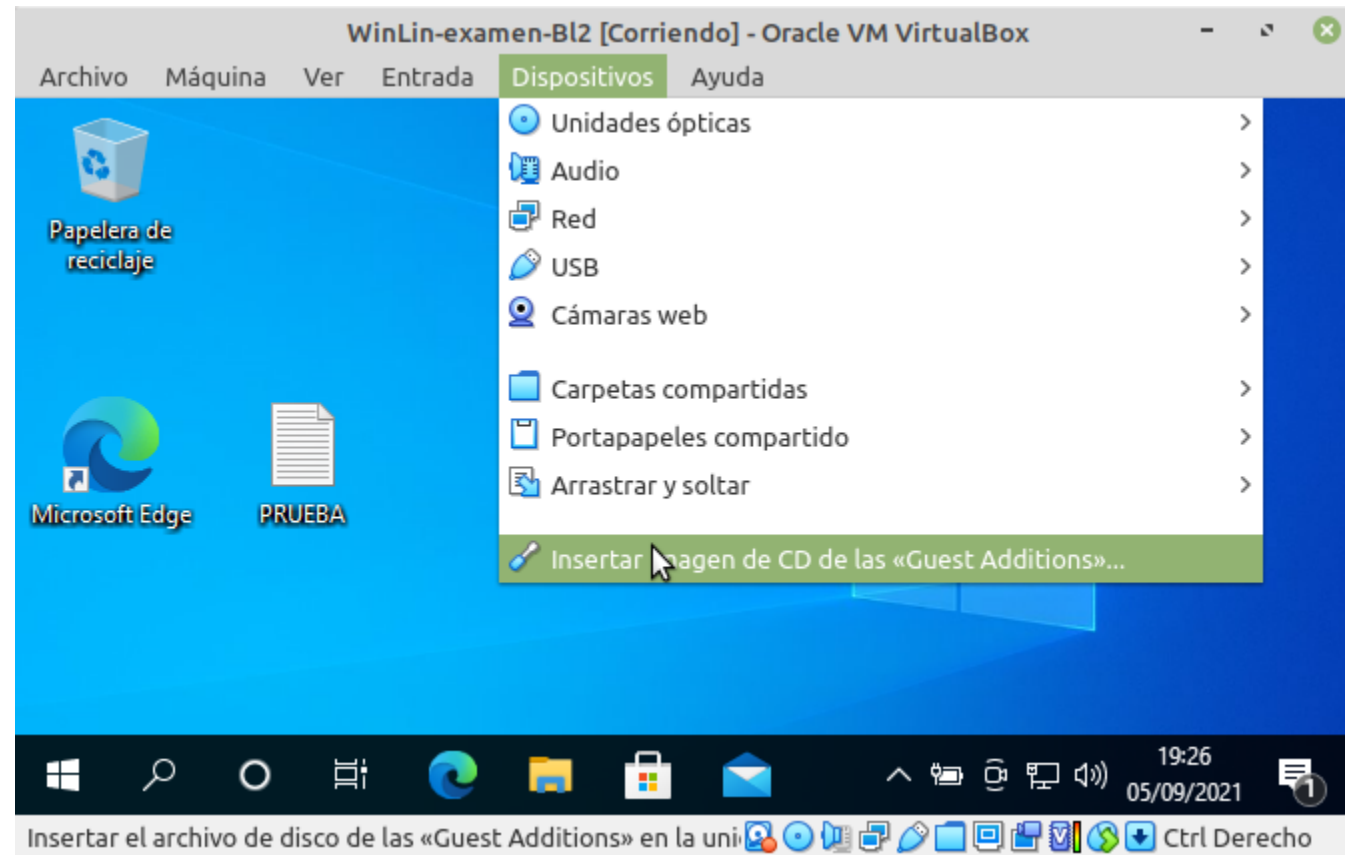 WinLin-examen-Bl2 [Corriendo] - Oracle VM VirtualBox
Archivo Máquina Ver Entrada Dispositivos Ayuda
Unidades ópticas
Audio
Red
USB
Cámaras web
Carpetas compartidas
Portapapeles compartido
Arrastrar y soltar
Insertar imagen de CD de las «Guest Additions»...
Papelera de
reciclaje
Microsoft Edge
PRUEBA
19:26
05/09/2021
1
Insertar el archivo de disco de las «Guest Additions» en la uni
Ctrl Derecho